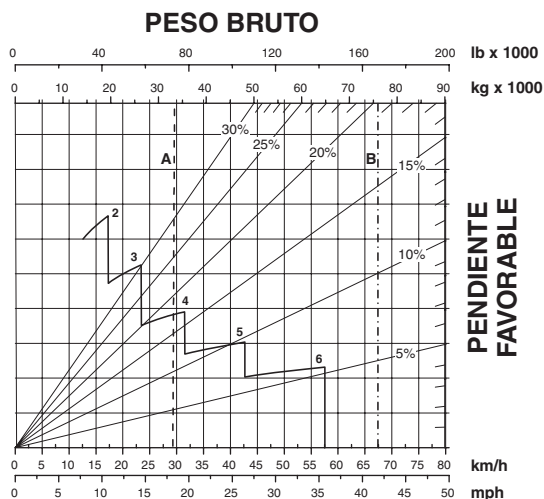 PESO BRUTO
0 40 80 120 160 200 lb x 1000
0 10 20 30 40 50 60 70 80 90 kg x 1000
30%
25%
20%
A
B
15%
2
3
10%
4
5
6
5%
PENDIENTE
FAVORABLE
0 5 10 15 20 25 30 35 40 45 50 55 60 65 70 75 80 km/h
0 5 10 15 20 25 30 35 40 45 50 mph